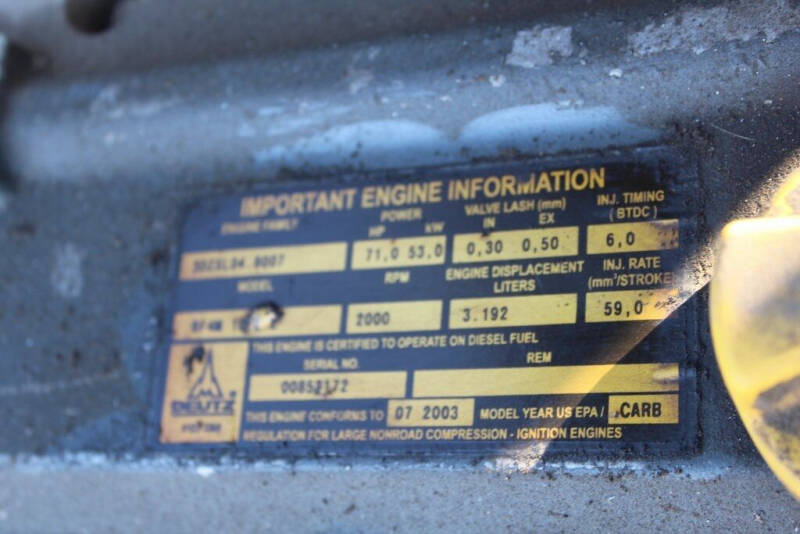 IMPORTANT ENGINE INFORMATION
ENGINE FAMILY POWER VALVE LASH (mm) INJ. TIMING
HP kW IN EX (BTDC)
71,0 53,0 0,30 0,50 6,0
MODEL RPM ENGINE DISPLACEMENT INJ. RATE
LITERS (mm³/STROKE)
2000 3.192 59,0
THIS ENGINE IS CERTIFIED TO OPERATE ON DIESEL FUEL
SERIAL NO. REM
DEUTZ
THIS ENGINE CONFORMS TO 07 2003 MODEL YEAR US EPA / .CARB
REGULATION FOR LARGE NONROAD COMPRESSION - IGNITION ENGINES